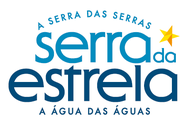 A SERRA DAS SERRAS
serra da
estrela
A ÁGUA DAS ÁGUAS